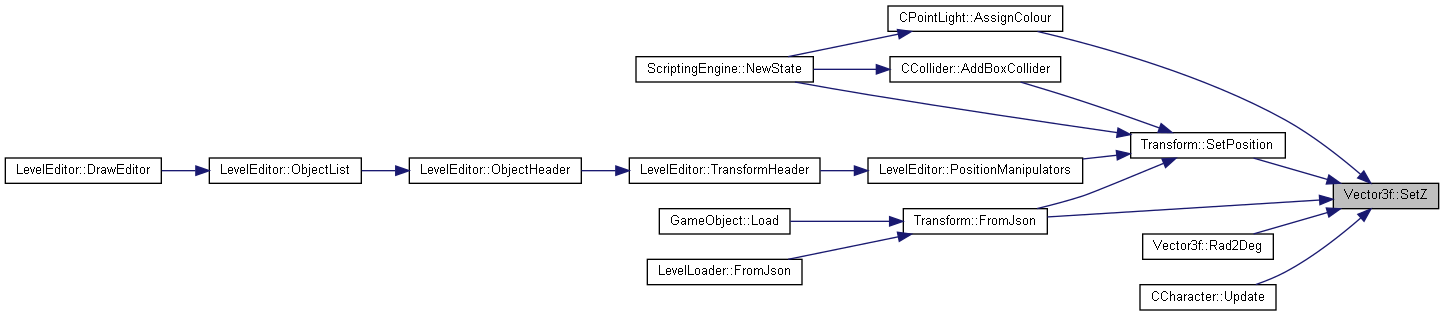 CPointLight::AssignColour
ScriptingEngine::NewState
CCollider::AddBoxCollider
Transform::SetPosition
LevelEditor::DrawEditor
LevelEditor::ObjectList
LevelEditor::ObjectHeader
LevelEditor::TransformHeader
LevelEditor::PositionManipulators
Vector3f::SetZ
GameObject::Load
Transform::FromJson
Vector3f::Rad2Deg
LevelLoader::FromJson
CCharacter::Update